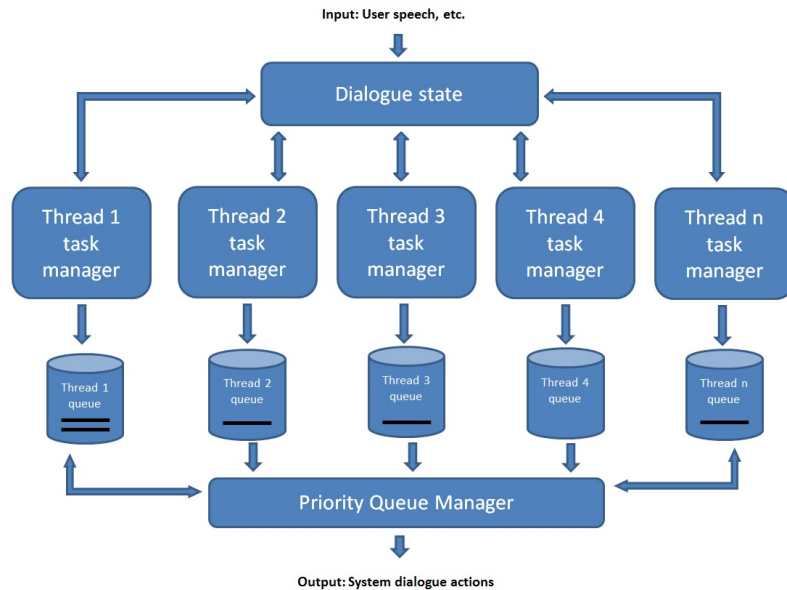 Input: User speech, etc.
Dialogue state
Thread 1
task
manager
Thread 2
task
manager
Thread 3
task
manager
Thread 4
task
manager
Thread n
task
manager
Thread 1
queue
Thread 2
queue
Thread 3
queue
Thread 4
queue
Thread n
queue
Priority Queue Manager
Output: System dialogue actions